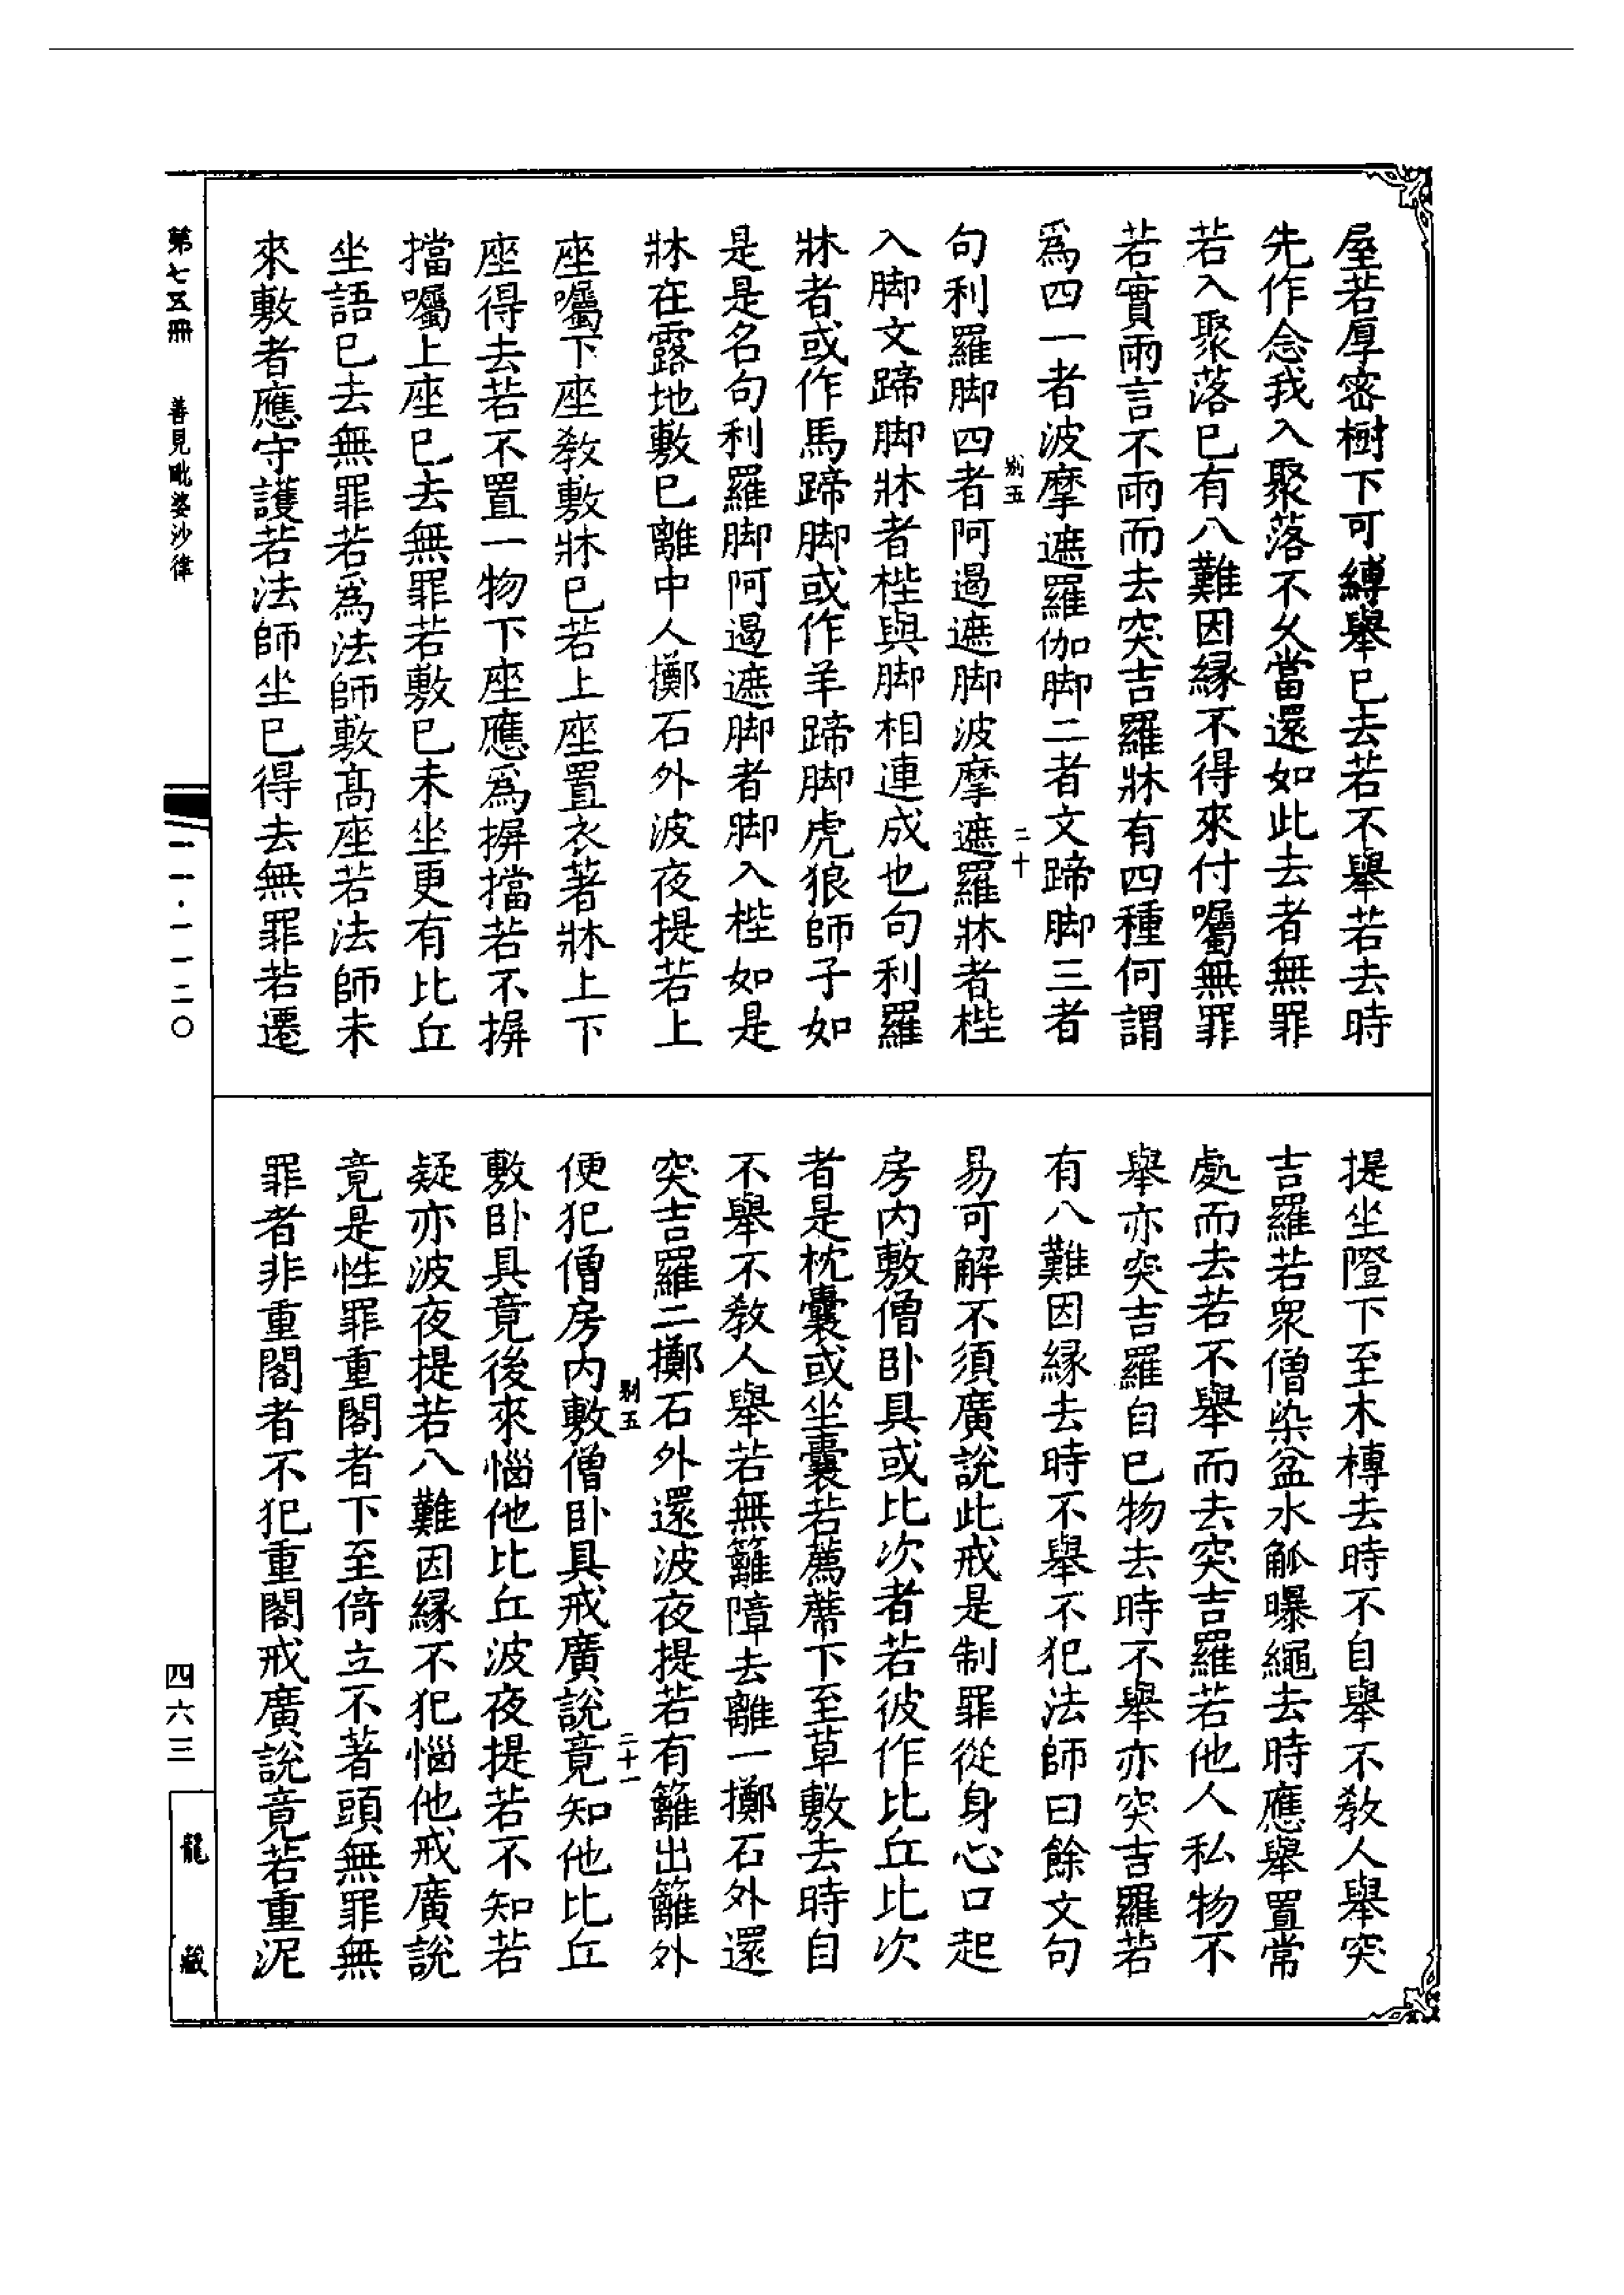 屋若厚密樹下可縛舉已去若不舉若去時
先作念我入聚落不久當還如此去者無罪
若入聚落已有八難因緣不得來付囑無罪
若實雨言不雨而去突吉羅牀有四種何謂
爲四一者波摩遮羅伽脚二者文蹄脚三者
别五
二十
句利羅脚四者阿遏遮脚波摩遮羅牀者梐
入脚文蹄脚牀者梐與脚相連成也句利羅
牀者或作馬蹄脚或作羊蹄脚虎狼師子如
是是名句利羅脚阿遏遮脚者脚入梐如是
牀在露地敷已離中人擲石外波夜提若上
座囑下座教敷牀已若上座置衣著牀上下
座得去若不置一物下座應爲摒擋若不摒
擋囑上座已去無罪若敷已未坐更有比丘
坐語已去無罪若爲法師敷高座若法師未
來敷者應守護若法師坐已得去無罪若遷
提坐隥下至木槫去時不自舉不教人舉突
吉羅若衆僧染盆水觚曝繩去時應舉置常
處而去若不舉而去突吉羅若他人私物不
舉亦突吉羅自已物去時不舉亦突吉羅若
有八難因緣去時不舉不犯法師曰餘文句
易可解不須廣說此戒是制罪從身心口起
房内敷僧卧具或比次者若彼作比丘比次
者是枕囊或坐囊若薦蓆下至草敷去時自
不舉不教人舉若無籬障去離一擲石外還
突吉羅二擲石外還波夜提若有籬出籬外
别五
二十一
便犯僧房内敷僧卧具戒廣說竟知他比丘
敷卧具竟後來惱他比丘波夜提若不知若
疑亦波夜提若八難因緣不犯惱他戒廣說
竟是性罪重閣者下至倚立不著頭無罪無
罪者非重閣者不犯重閣戒廣說竟若重泥
第七五冊
善見毗婆沙律
一一·一一二〇
四六三
龍藏